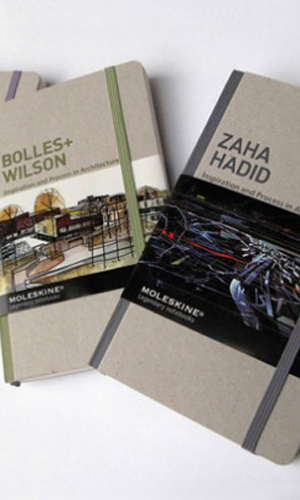 BOLLES+
WILSON
Inspiration and Process in Architecture
MOLESKINE®
Legendary notebooks
ZAHA
HADID
Inspiration and Process in A
MOLESKINE®
Legendary notebooks